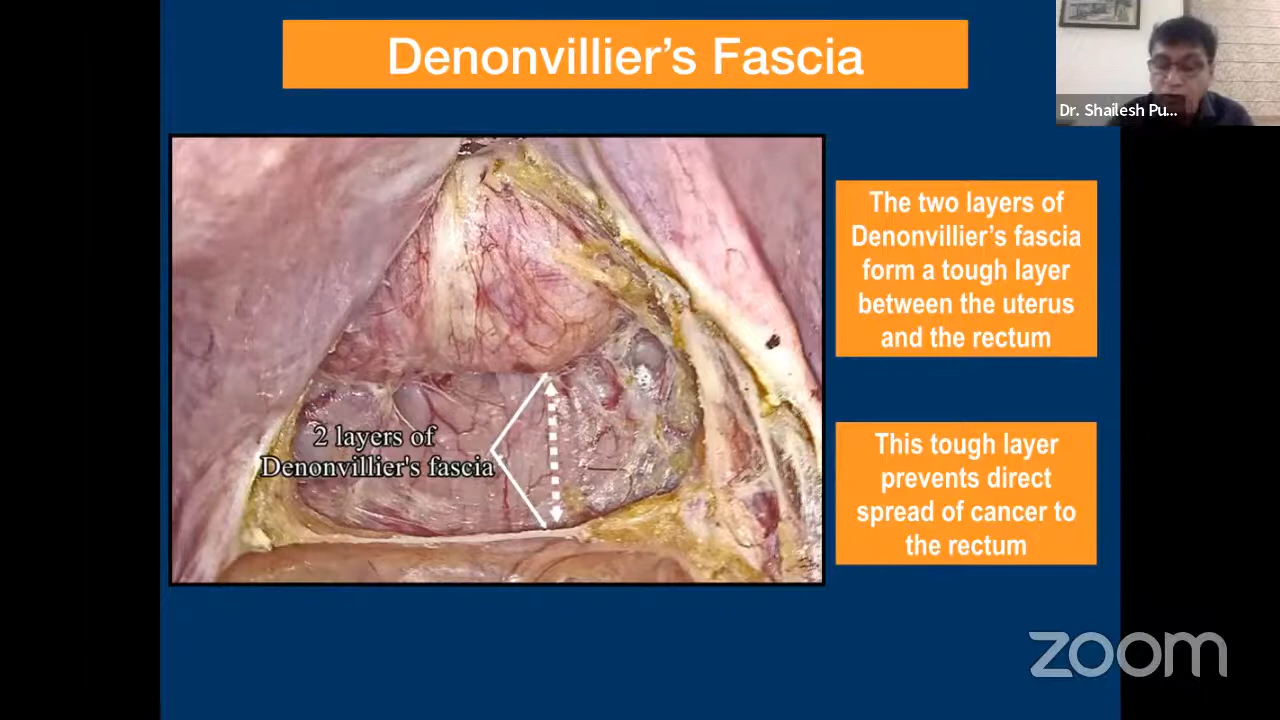 Denonvillier's Fascia
Dr. Shailesh Pu...
The two layers of
Denonvillier's fascia
form a tough layer
between the uterus
and the rectum
2 layers of
Denonvillier's fascia
This tough layer
prevents direct
spread of cancer to
the rectum
zoom